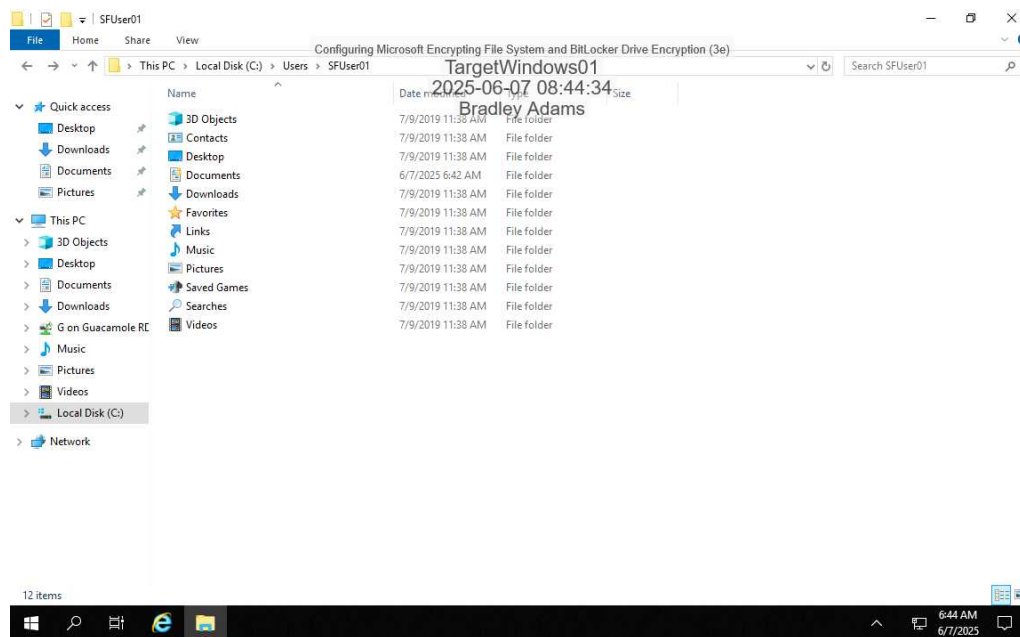 SFUser01
File Home Share View
Configuring Microsoft Encrypting File System and BitLocker Drive Encryption (3e)
TargetWindows01
2025-06-07 08:44:34
Bradley Adams
This PC > Local Disk (C:) > Users > SFUser01
Search SFUser01
Name Date modified Type Size
Quick access
Desktop
Downloads
Documents
Pictures
This PC
3D Objects
Desktop
Documents
Downloads
G on Guacamole RD
Music
Pictures
Videos
Local Disk (C:)
Network
3D Objects 7/9/2019 11:38 AM File folder
Contacts 7/9/2019 11:38 AM File folder
Desktop 7/9/2019 11:38 AM File folder
Documents 6/7/2025 6:42 AM File folder
Downloads 7/9/2019 11:38 AM File folder
Favorites 7/9/2019 11:38 AM File folder
Links 7/9/2019 11:38 AM File folder
Music 7/9/2019 11:38 AM File folder
Pictures 7/9/2019 11:38 AM File folder
Saved Games 7/9/2019 11:38 AM File folder
Searches 7/9/2019 11:38 AM File folder
Videos 7/9/2019 11:38 AM File folder
12 items
6:44 AM
6/7/2025